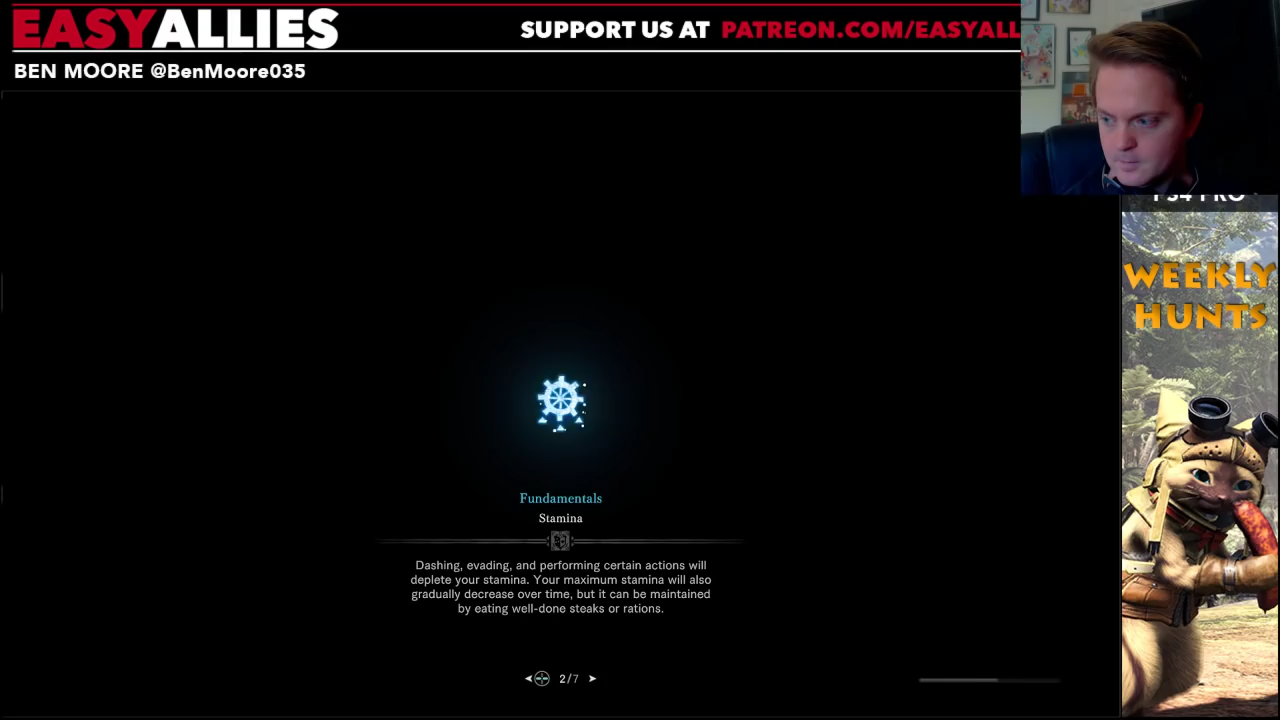 EASYALLIES
SUPPORT US AT PATREON.COM/EASYALL
BEN MOORE @BenMoore035
PS4 PRO
WEEKLY
HUNTS
Fundamentals
Stamina
Dashing, evading, and performing certain actions will
deplete your stamina. Your maximum stamina will also
gradually decrease over time, but it can be maintained
by eating well-done steaks or rations.
2/7